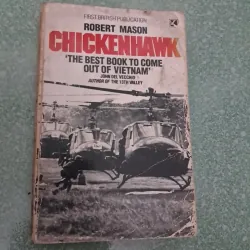 FIRST BRITISH PUBLICATION
ROBERT MASON
CHICKENHAWK
'THE BEST BOOK TO COME
OUT OF VIETNAM'
JOHN DEL VECCHIO
AUTHOR OF THE 13TH VALLEY